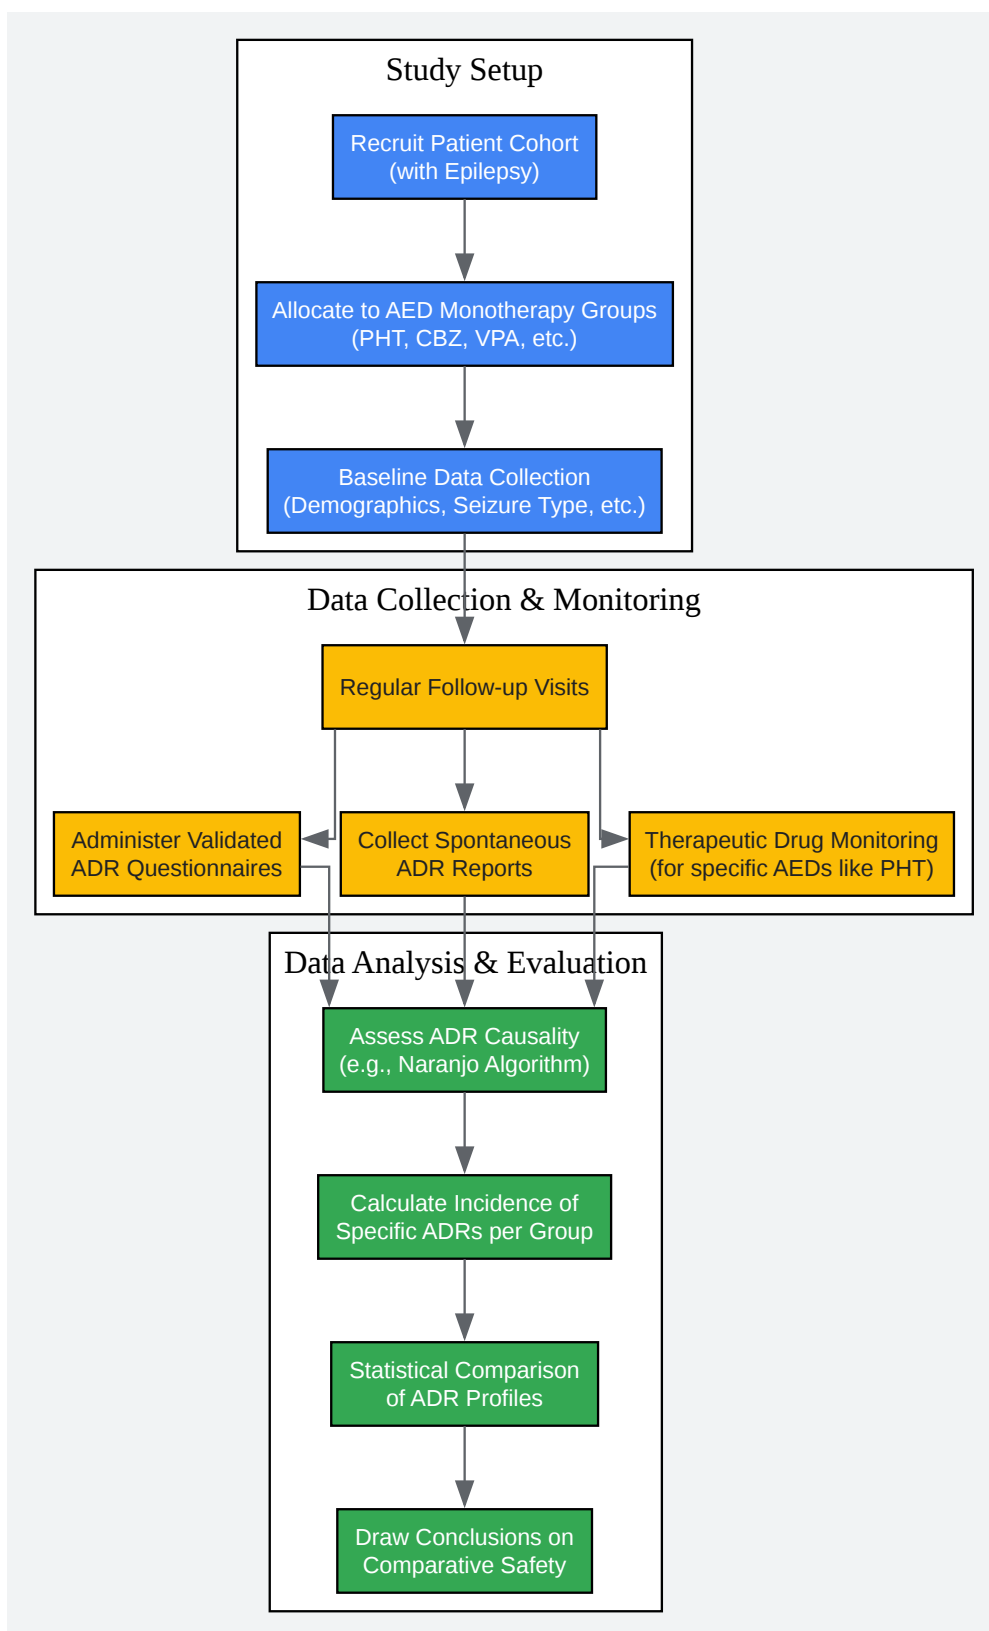 Study Setup
Recruit Patient Cohort
(with Epilepsy)
Allocate to AED Monotherapy Groups
(PHT, CBZ, VPA, etc.)
Baseline Data Collection
(Demographics, Seizure Type, etc.)
Data Collection & Monitoring
Regular Follow-up Visits
Administer Validated
ADR Questionnaires
Collect Spontaneous
ADR Reports
Therapeutic Drug Monitoring
(for specific AEDs like PHT)
Data Analysis & Evaluation
Assess ADR Causality
(e.g., Naranjo Algorithm)
Calculate Incidence of
Specific ADRs per Group
Statistical Comparison
of ADR Profiles
Draw Conclusions on
Comparative Safety